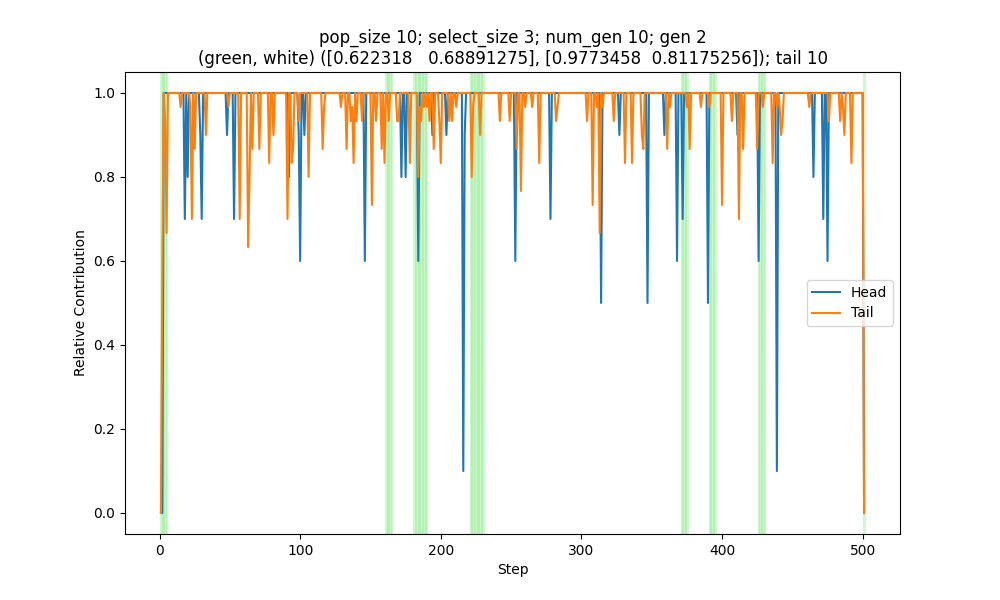 pop_size 10; select_size 3; num_gen 10; gen 2
(green, white) ([0.622318   0.68891275], [0.9773458  0.81175256]); tail 10
1.0
0.8
0.6
0.4
0.2
0.0
Relative Contribution
Head
Tail
0
100
200
300
400
500
Step